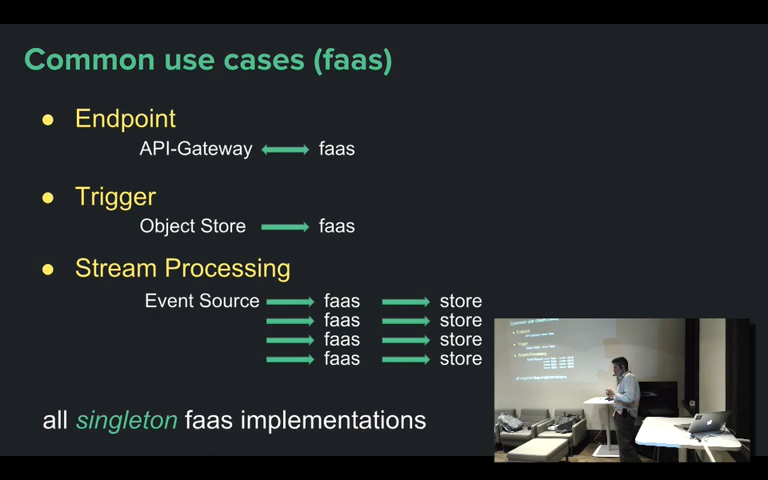 Common use cases (faas)
● Endpoint
API-Gateway faas
● Trigger
Object Store faas
● Stream Processing
Event Source faas store
faas store
faas store
faas store
all singleton faas implementations